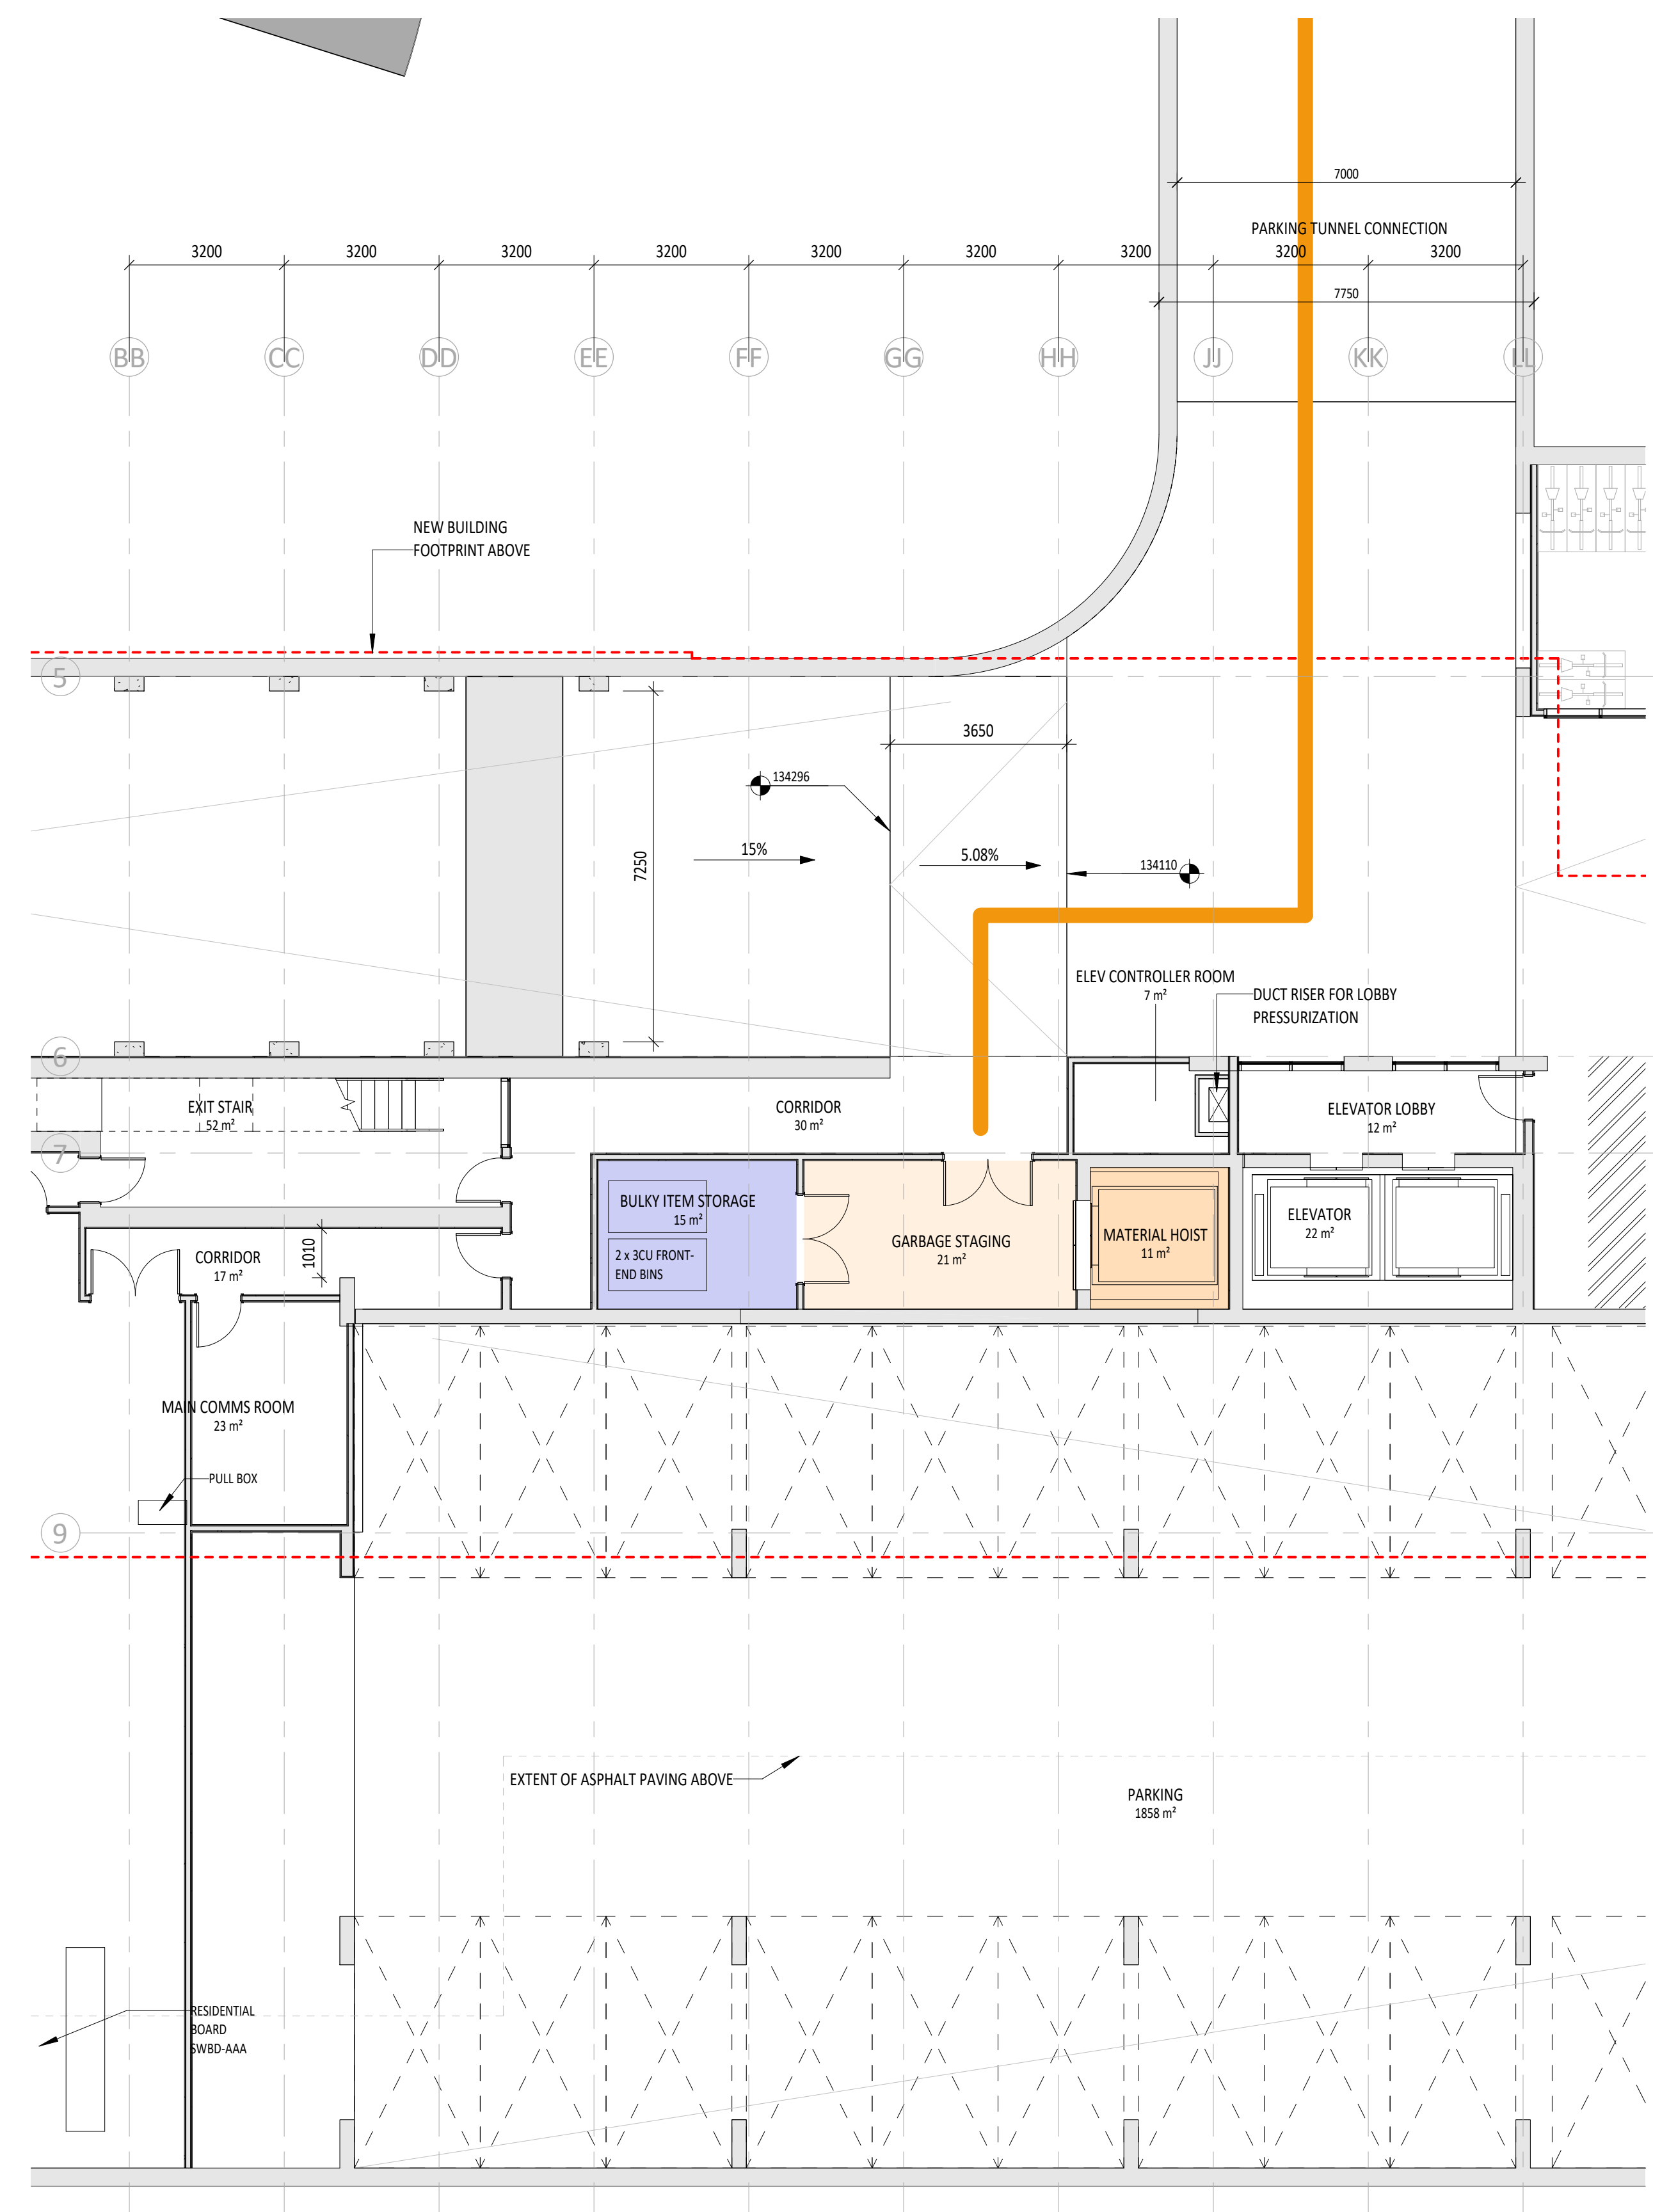 7000
PARKING TUNNEL CONNECTION
3200 3200 3200 3200 3200 3200 3200 3200 3200
7750
BB CC DD EE FF GG HH JJ KK LL
NEW BUILDING
FOOTPRINT ABOVE
5
3650
134296
7250
15%
5.08%
134110
ELEV CONTROLLER ROOM
7 m²
DUCT RISER FOR LOBBY
PRESSURIZATION
6
EXIT STAIR
52 m²
CORRIDOR
30 m²
ELEVATOR LOBBY
12 m²
7
BULKY ITEM STORAGE
15 m²
2 x 3CU FRONT-
END BINS
GARBAGE STAGING
21 m²
MATERIAL HOIST
11 m²
ELEVATOR
22 m²
CORRIDOR
17 m²
1010
MAIN COMMS ROOM
23 m²
PULL BOX
9
EXTENT OF ASPHALT PAVING ABOVE
PARKING
1858 m²
RESIDENTIAL
BOARD
SWBD-AAA